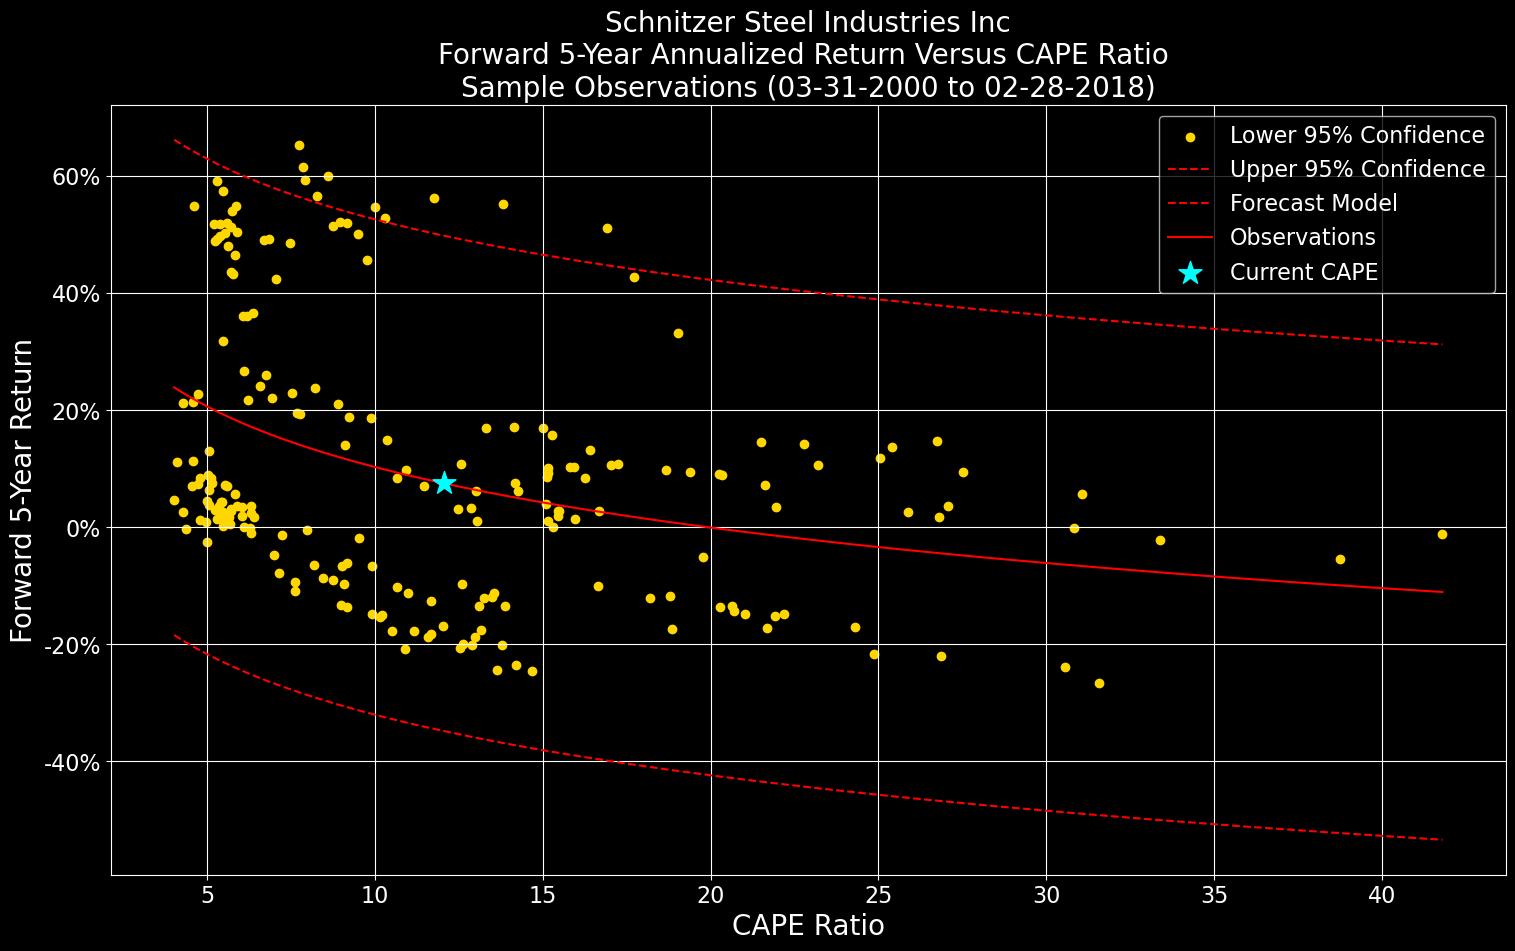 Schnitzer Steel Industries Inc
Forward 5-Year Annualized Return Versus CAPE Ratio
Sample Observations (03-31-2000 to 02-28-2018)
Lower 95% Confidence
Upper 95% Confidence
Forecast Model
Observations
Current CAPE
Forward 5-Year Return
60%
40%
20%
0%
-20%
-40%
5 10 15 20 25 30 35 40
CAPE Ratio